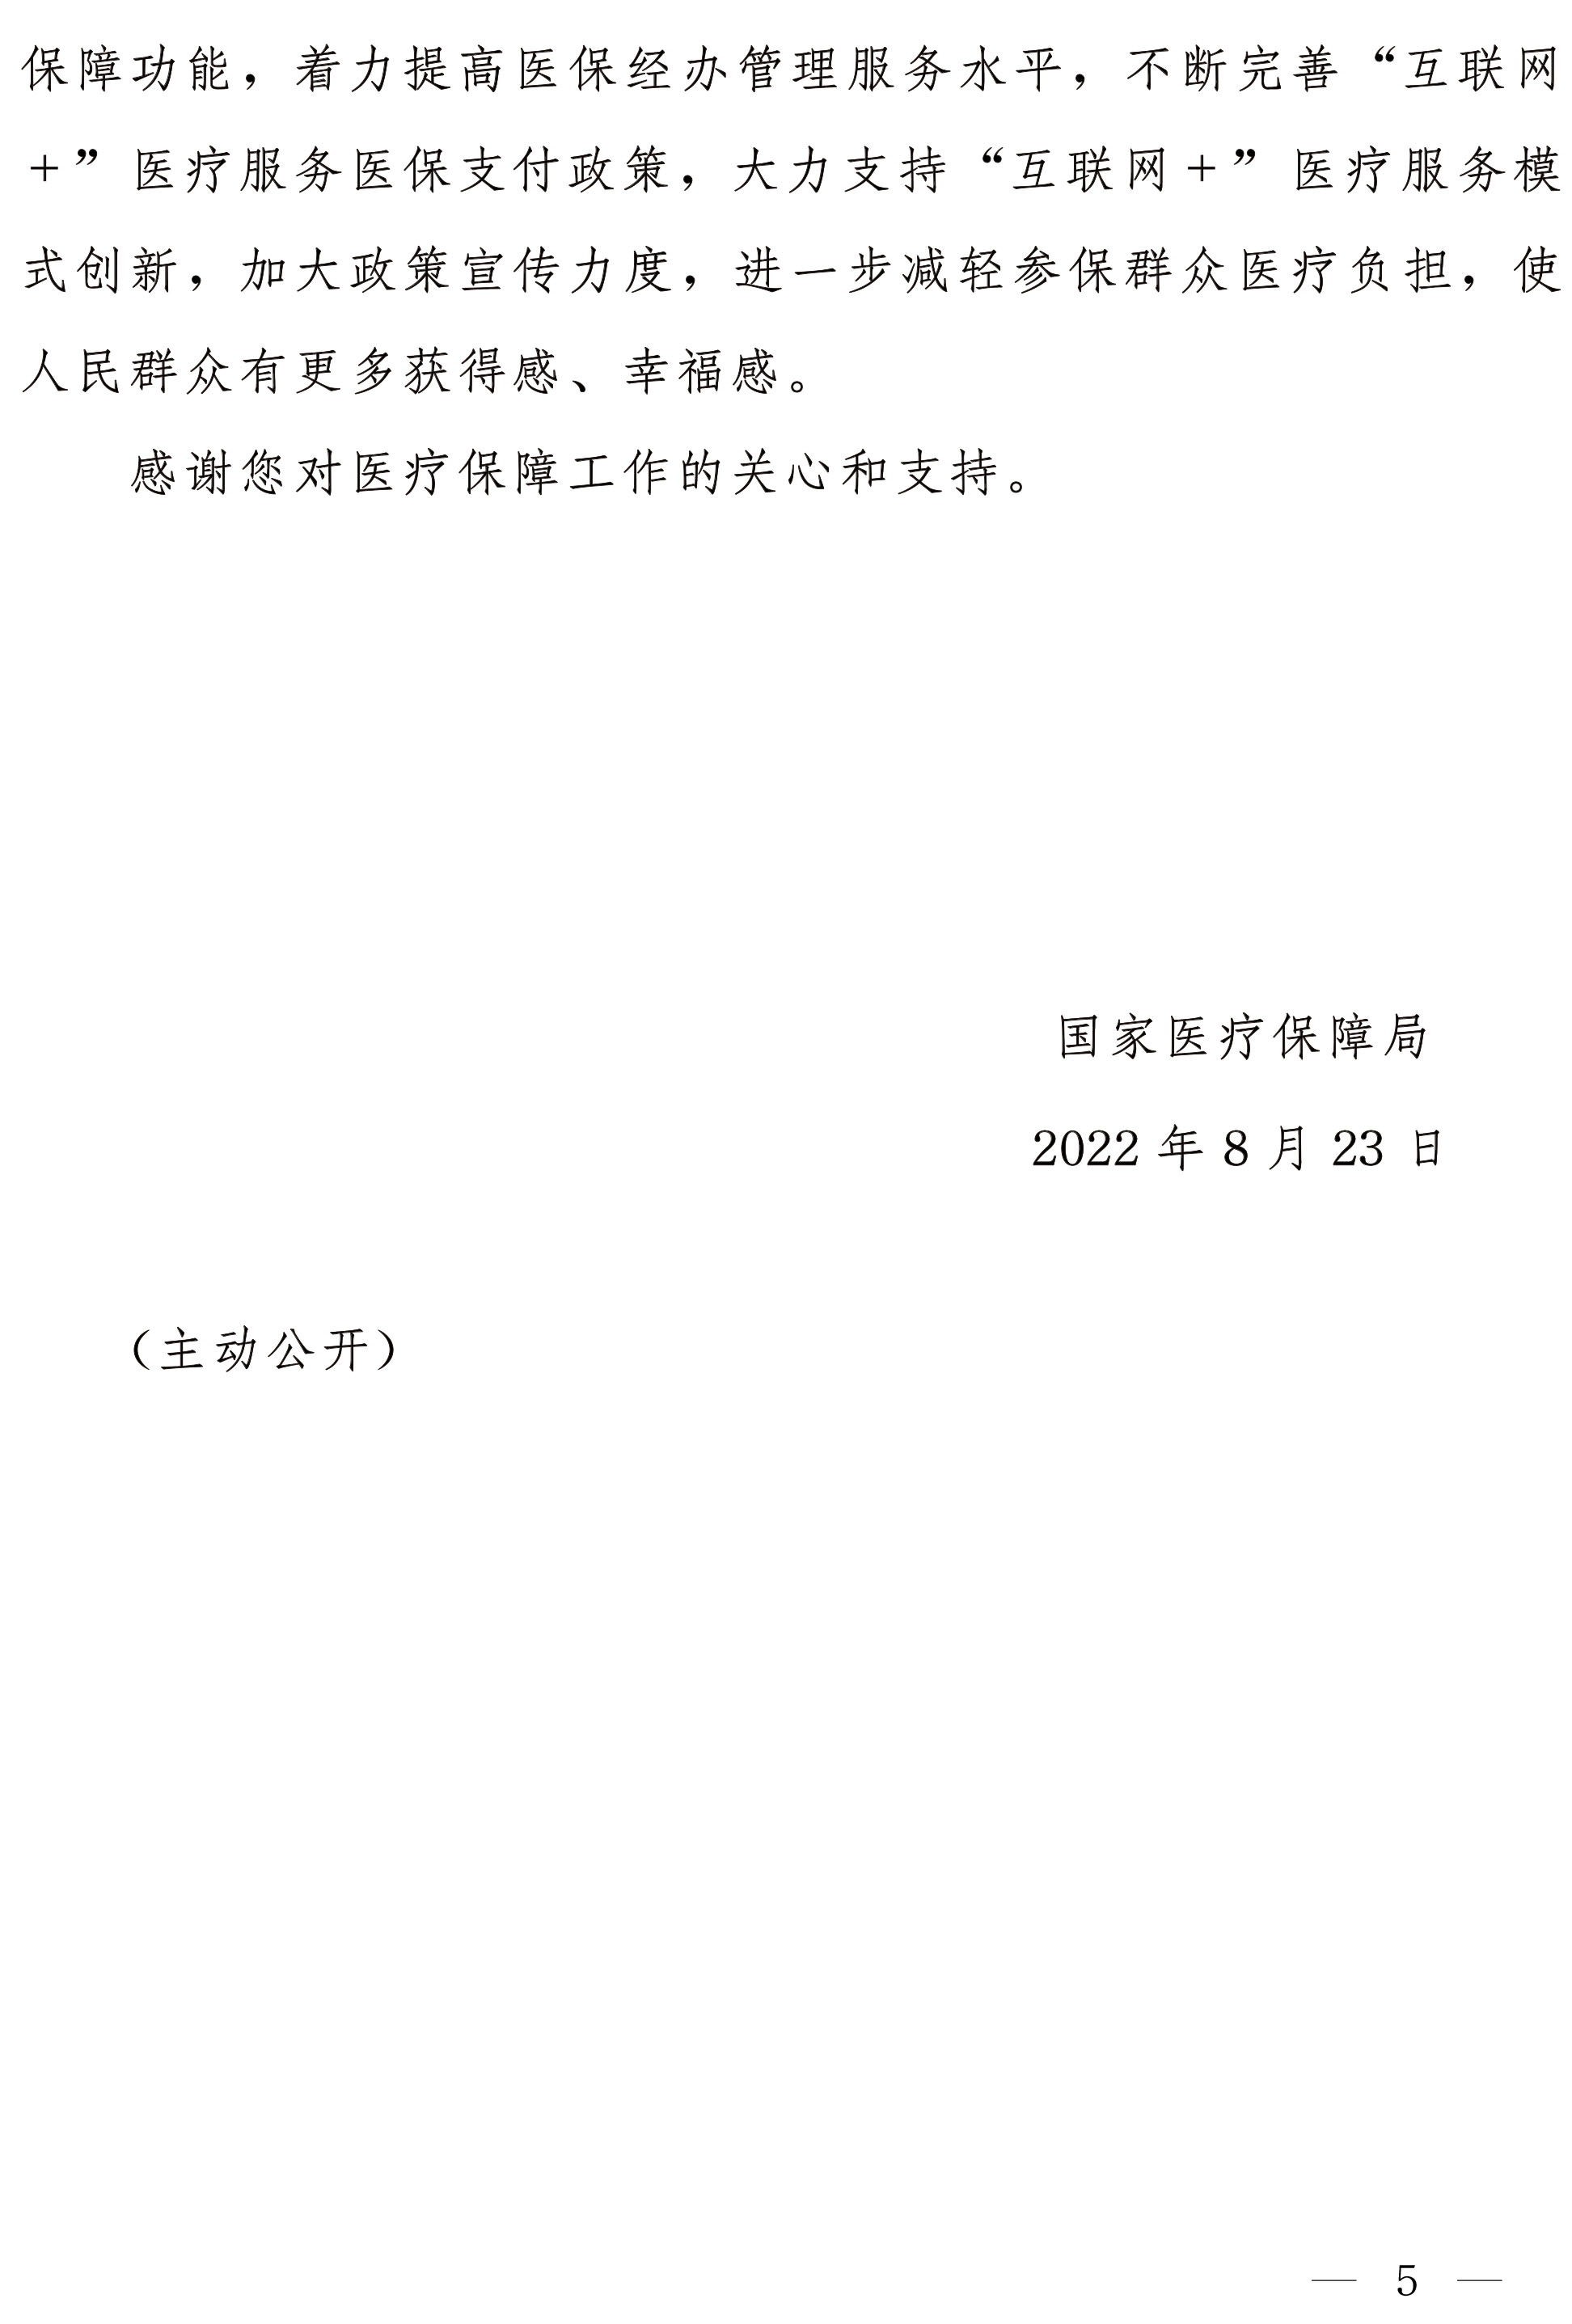 保障功能，着力提高医保经办管理服务水平，不断完善“互联网
+”医疗服务医保支付政策，大力支持“互联网+”医疗服务模
式创新，加大政策宣传力度，进一步减轻参保群众医疗负担，使
人民群众有更多获得感、幸福感。
感谢您对医疗保障工作的关心和支持。
国家医疗保障局
2022 年 8 月 23 日
（主动公开）
— 5 —